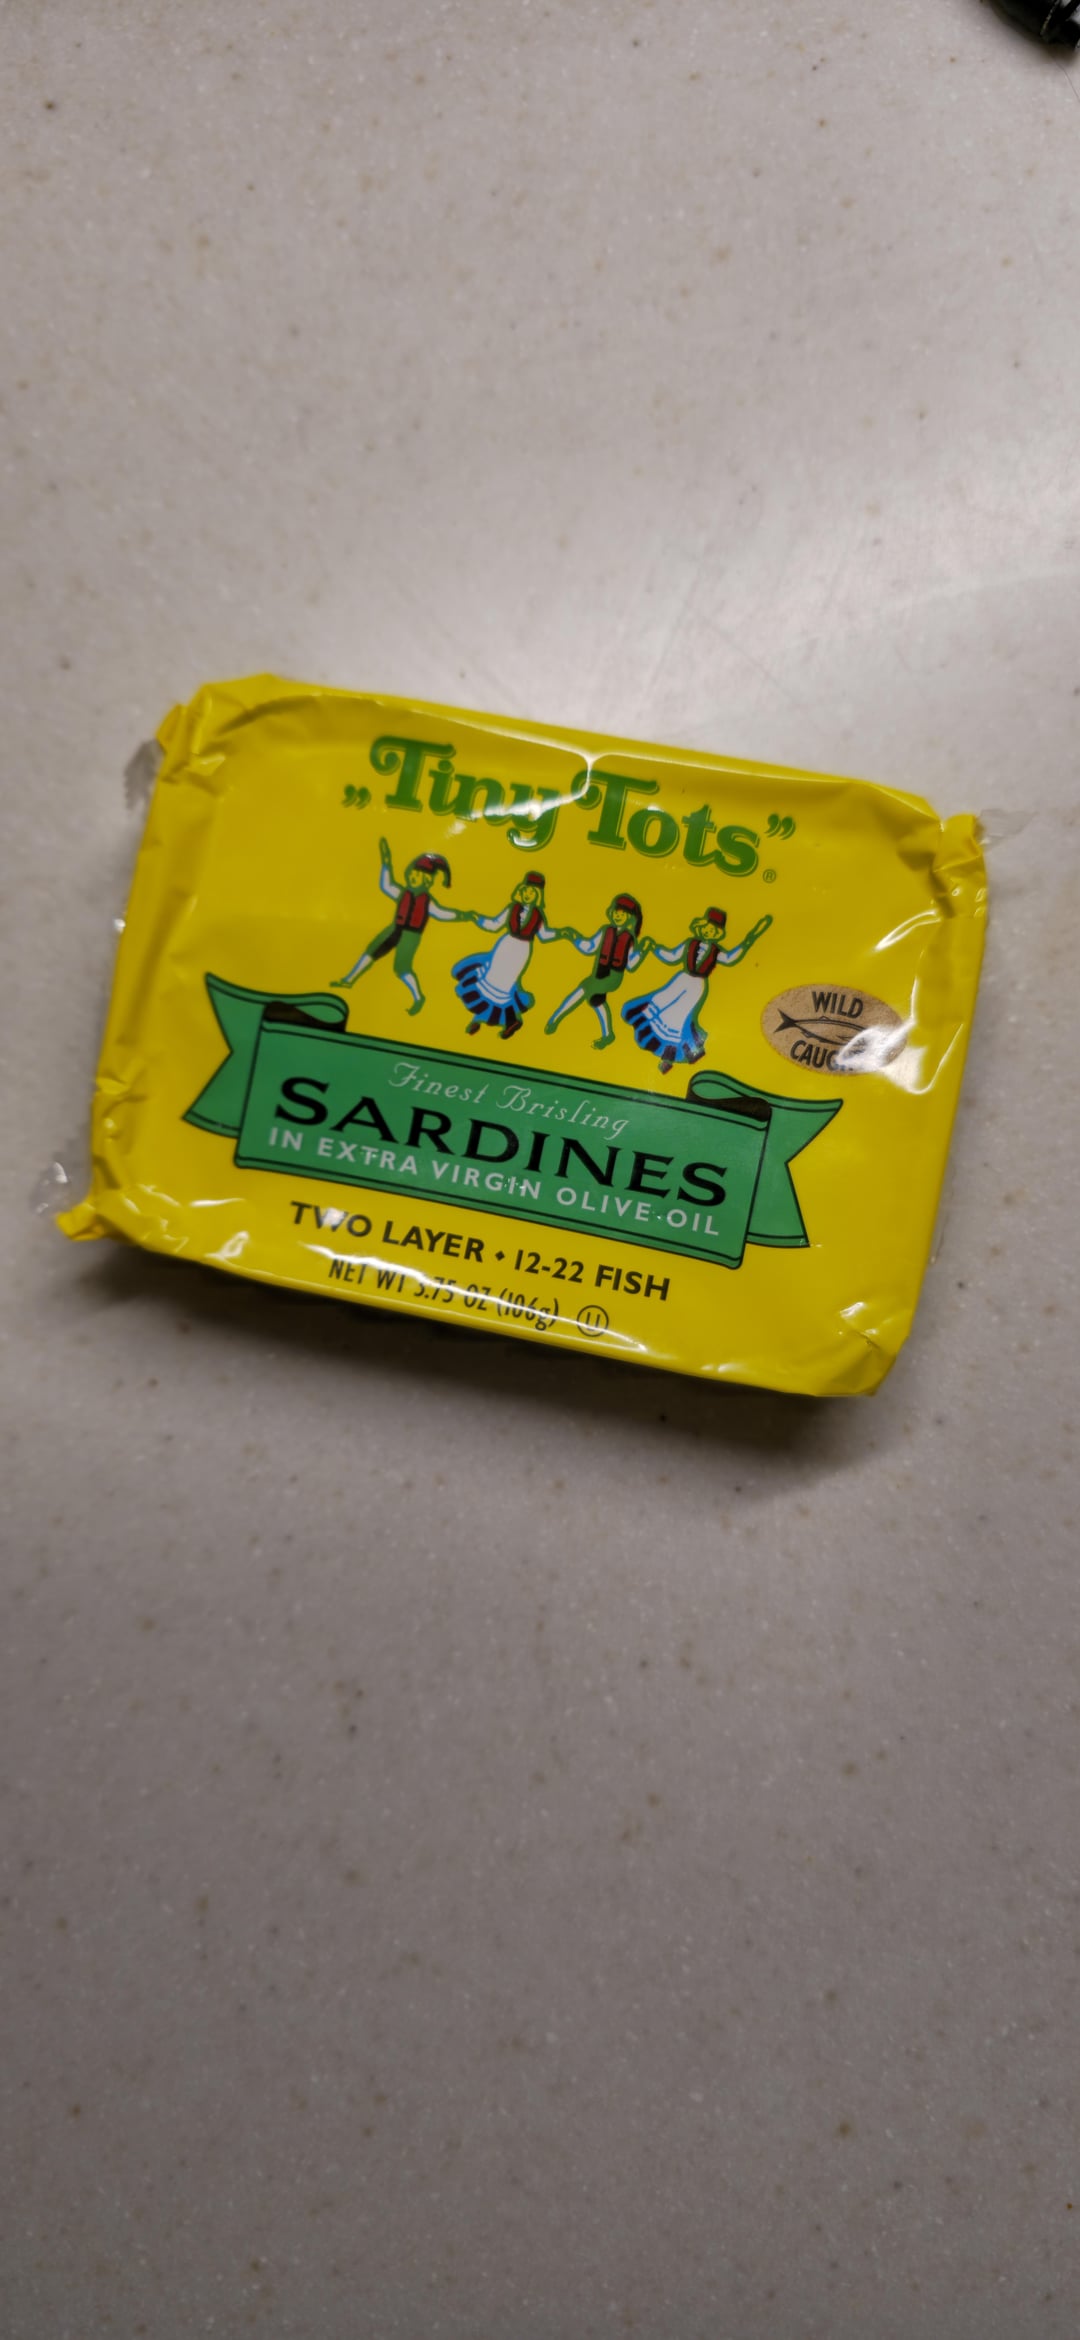 „Tiny Tots”®
WILD
CAUGHT
Finest Brisling
SARDINES
IN EXTRA VIRGIN OLIVE OIL
TWO LAYER • 12-22 FISH
NET WT 3.75 OZ (106g) U